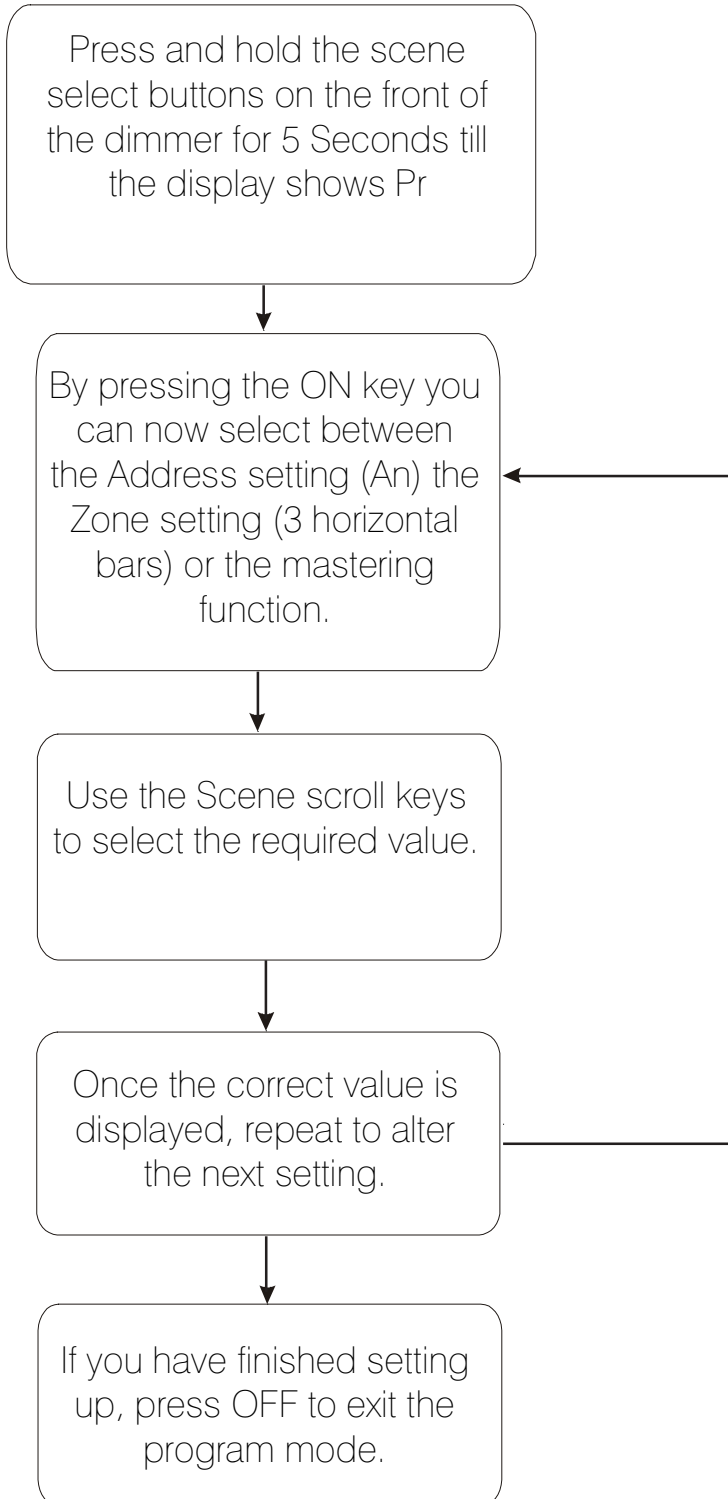 Press and hold the scene
select buttons on the front of
the dimmer for 5 Seconds till
the display shows Pr
By pressing the ON key you
can now select between
the Address setting (An) the
Zone setting (3 horizontal
bars) or the mastering
function.
Use the Scene scroll keys
to select the required value.
Once the correct value is
displayed, repeat to alter
the next setting.
If you have finished setting
up, press OFF to exit the
program mode.